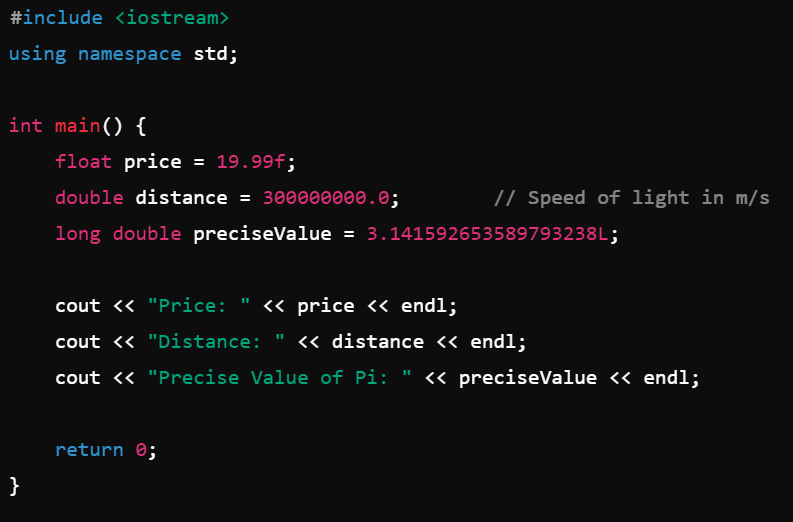 #include <iostream>
using namespace std;

int main() {
    float price = 19.99f;
    double distance = 300000000.0;        // Speed of light in m/s
    long double preciseValue = 3.141592653589793238L;

    cout << "Price: " << price << endl;
    cout << "Distance: " << distance << endl;
    cout << "Precise Value of Pi: " << preciseValue << endl;

    return 0;
}